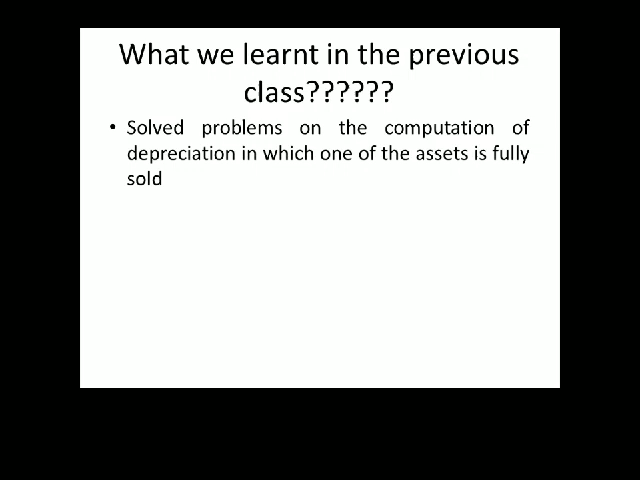 What we learnt in the previous
class??????
• Solved problems on the computation of
depreciation in which one of the assets is fully
sold